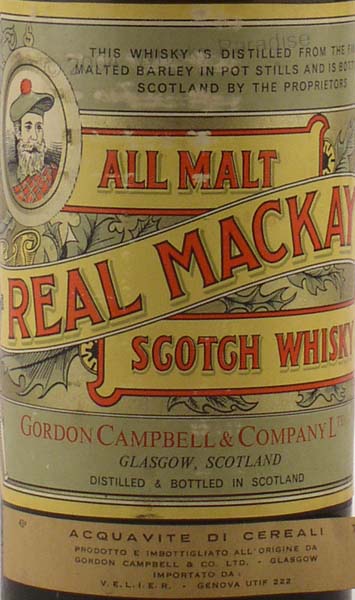 THIS WHISKY IS DISTILLED FROM THE
MALTED BARLEY IN POT STILLS AND IS
SCOTLAND BY THE PROPRIETORS
ALL MALT
REAL MACKAY
SCOTCH WHISKY
GORDON CAMPBELL & COMPANY LTD
GLASGOW, SCOTLAND
DISTILLED & BOTTLED IN SCOTLAND
ACQUAVITE DI CEREALI
PRODOTTO E IMBOTTIGLIATO ALL'ORIGINE DA
GORDON CAMPBELL & CO. LTD. - GLASGOW
IMPORTATO DA:
V.E.L.I.E.R. - GENOVA UTIF 222